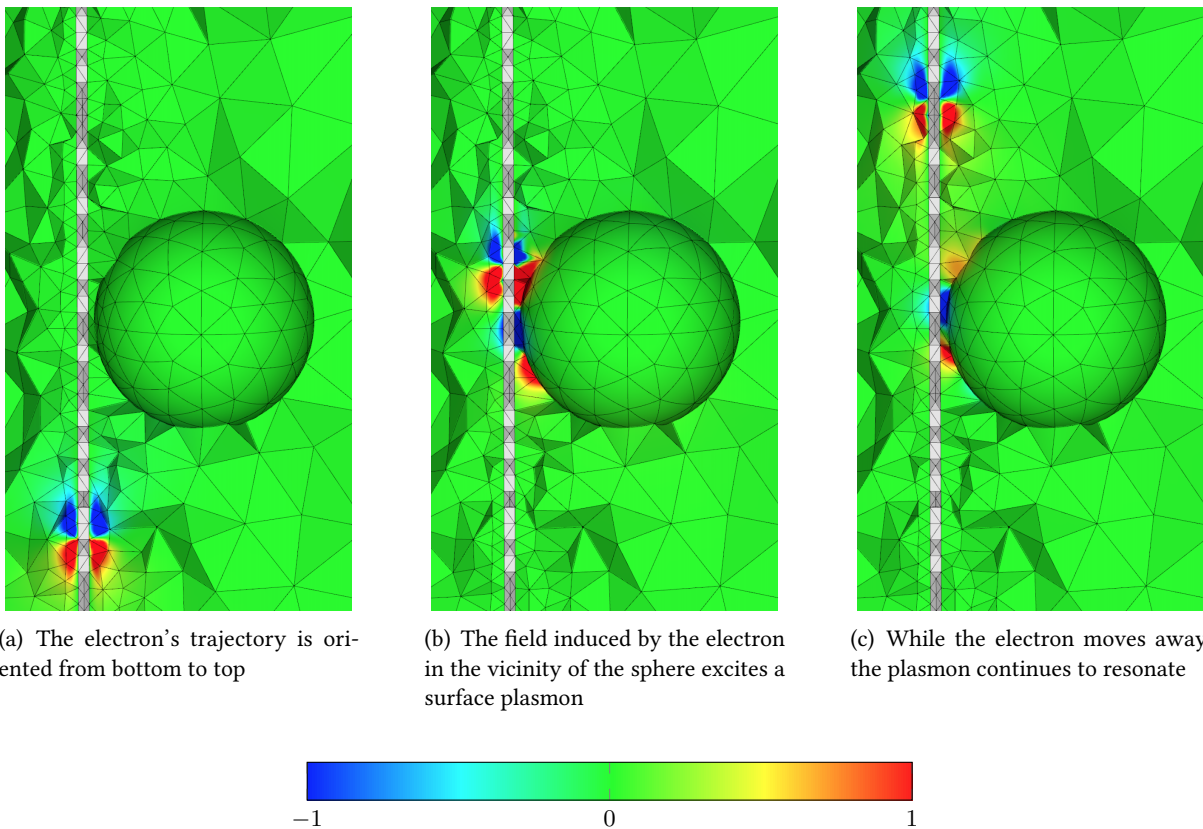 (a) The electron's trajectory is ori-
ented from bottom to top
(b) The field induced by the electron
in the vicinity of the sphere excites a
surface plasmon
(c) While the electron moves away
the plasmon continues to resonate
−1
0
1